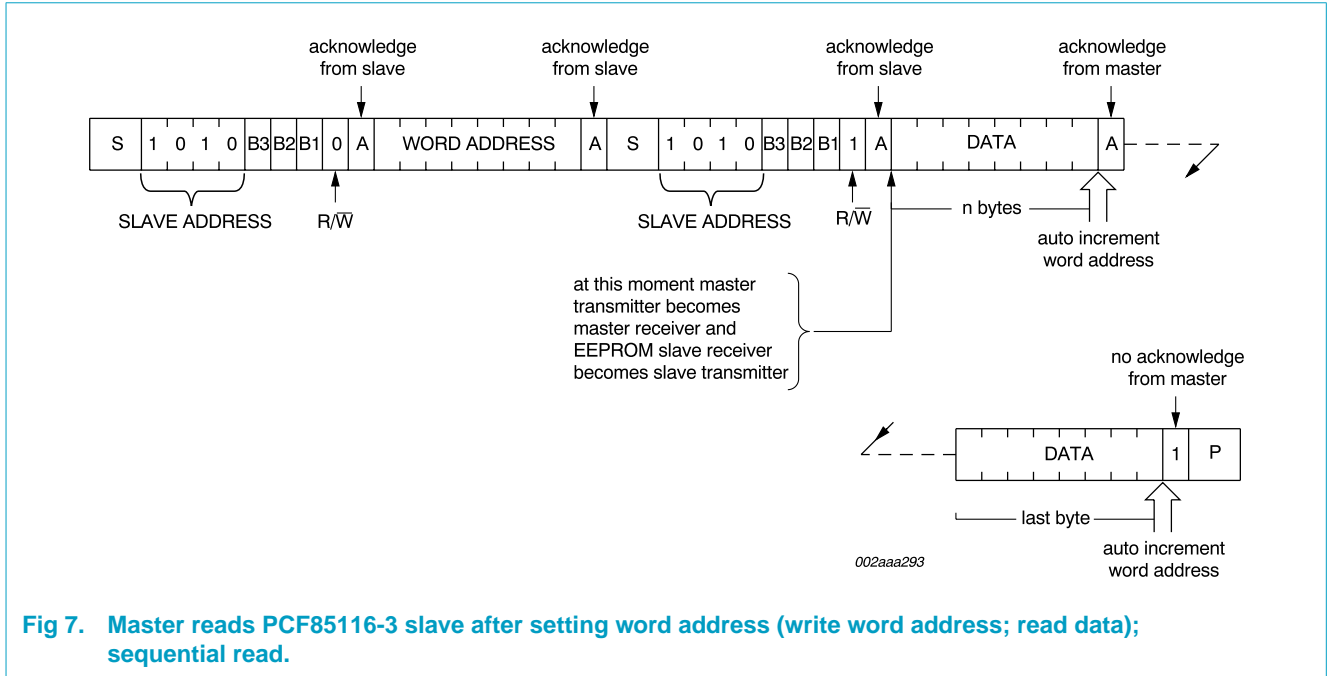 acknowledge
from slave
acknowledge
from slave
acknowledge
from slave
acknowledge
from master
S 1 0 1 0 B3 B2 B1 0 A WORD ADDRESS A S 1 0 1 0 B3 B2 B1 1 A DATA A
SLAVE ADDRESS R/W̅ SLAVE ADDRESS R/W̅ n bytes
auto increment
word address
at this moment master
transmitter becomes
master receiver and
EEPROM slave receiver
becomes slave transmitter
no acknowledge
from master
DATA 1 P
last byte
auto increment
word address
002aaa293
Fig 7. Master reads PCF85116-3 slave after setting word address (write word address; read data);
sequential read.